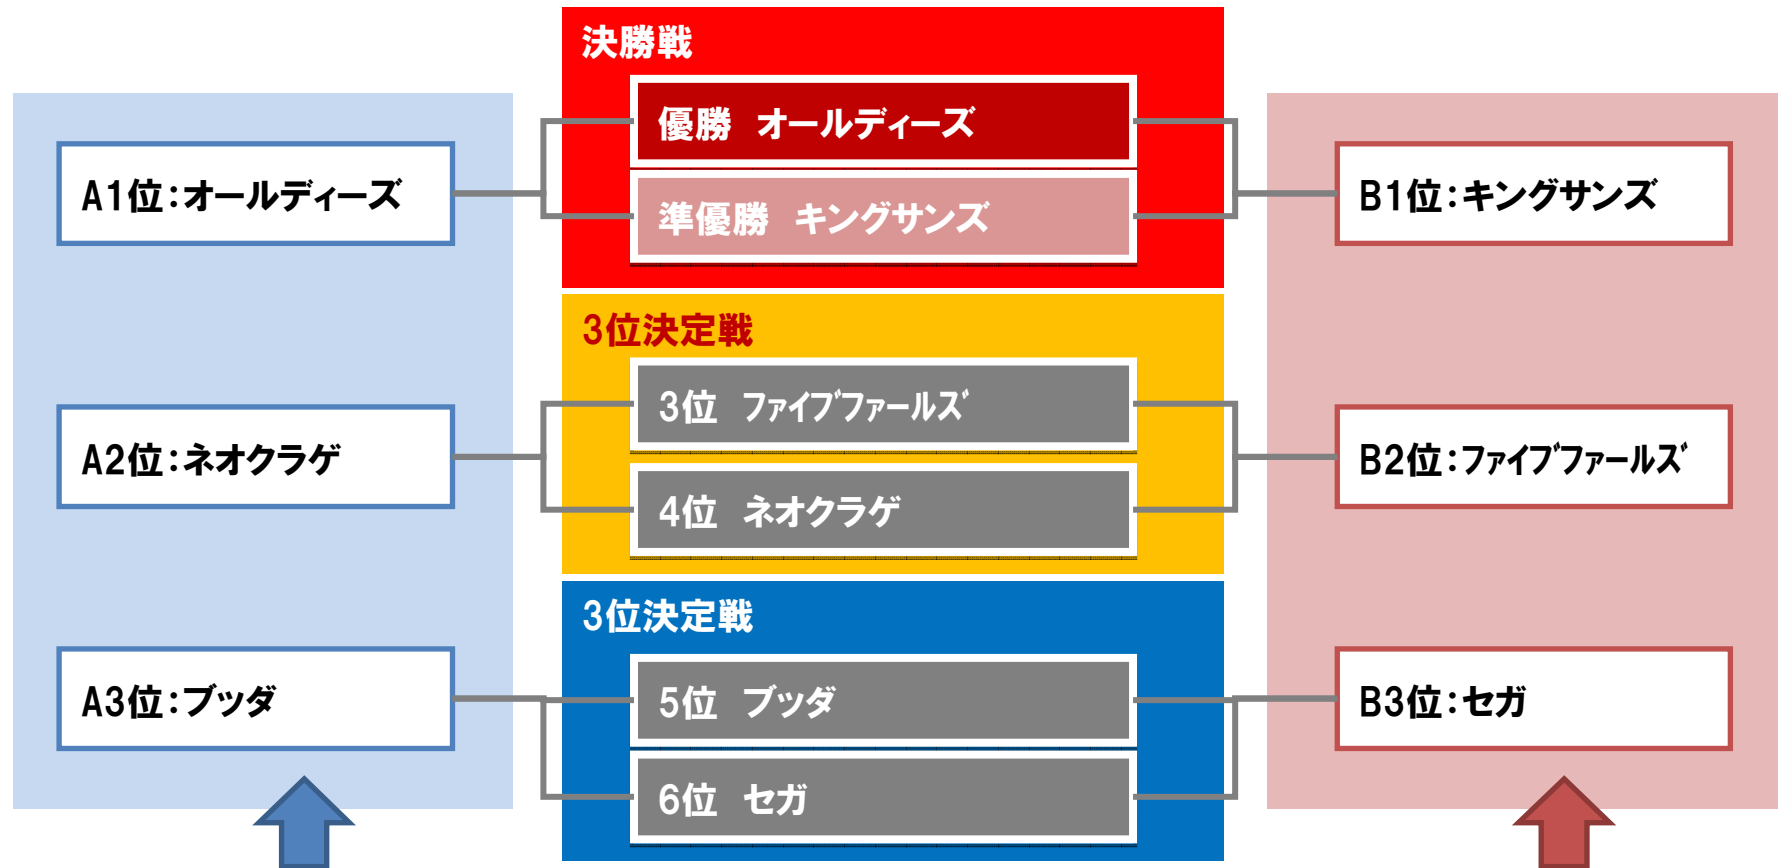 決勝戦
優勝　オールディーズ
準優勝　キングサンズ
A1位:オールディーズ
B1位:キングサンズ
3位決定戦
3位　ファイブファールズ
4位　ネオクラゲ
A2位:ネオクラゲ
B2位:ファイブファールズ
3位決定戦
5位　ブッダ
6位　セガ
A3位:ブッダ
B3位:セガ